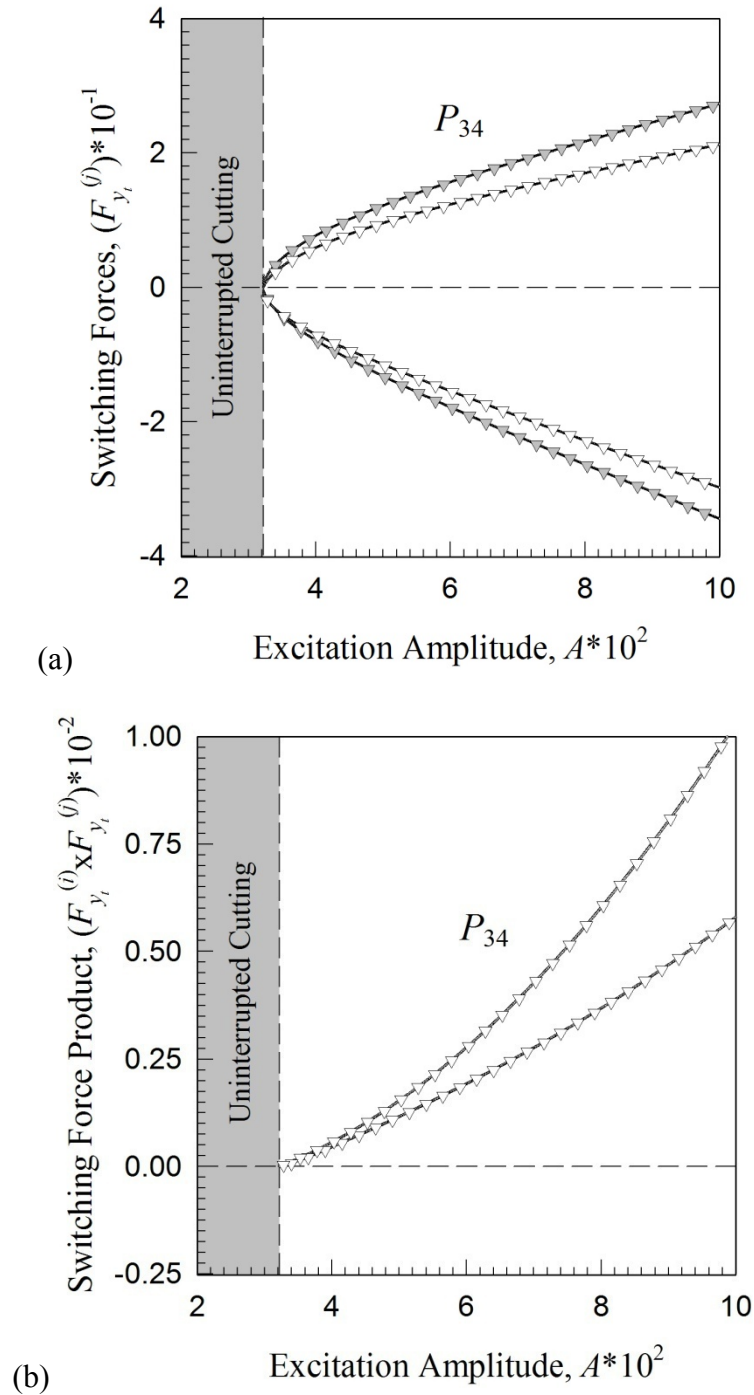 4
2
0
-2
-4
Switching Forces, (F_{y_t}^{(j)})*10^{-1}
Uninterrupted Cutting
P_{34}
2 4 6 8 10
Excitation Amplitude, A*10^2
(a)
1.00
0.75
0.50
0.25
0.00
-0.25
Switching Force Product, (F_{y_t}^{(i)}xF_{y_t}^{(j)})*10^{-2}
Uninterrupted Cutting
P_{34}
2 4 6 8 10
Excitation Amplitude, A*10^2
(b)